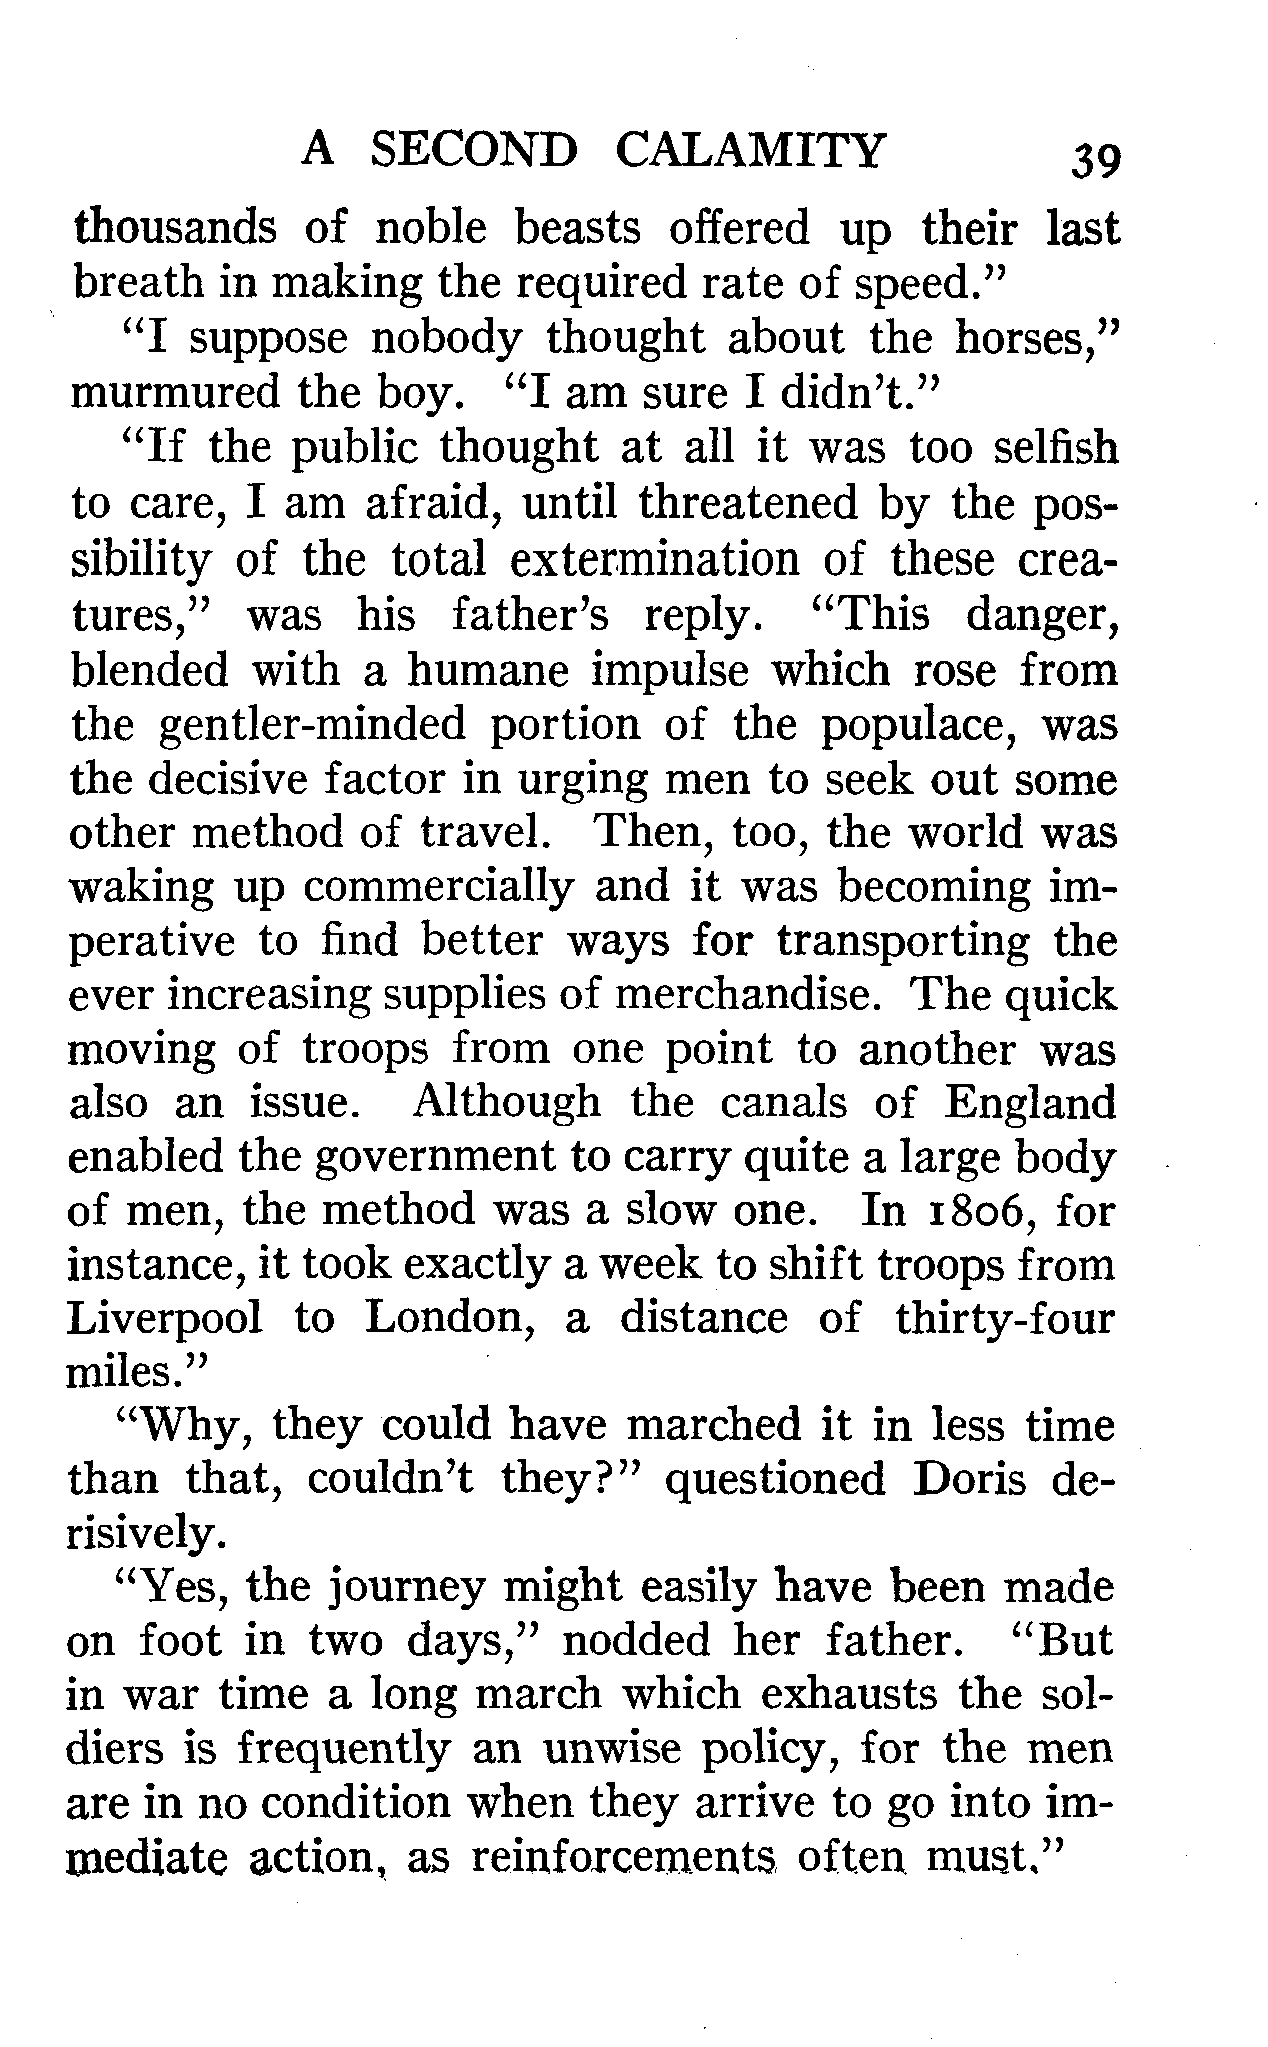 A SECOND CALAMITY 39
thousands of noble beasts offered up their last
breath in making the required rate of speed."
"I suppose nobody thought about the horses,"
murmured the boy. "I am sure I didn't."
"If the public thought at all it was too selfish
to care, I am afraid, until threatened by the pos-
sibility of the total extermination of these crea-
tures," was his father's reply. "This danger,
blended with a humane impulse which rose from
the gentler-minded portion of the populace, was
the decisive factor in urging men to seek out some
other method of travel. Then, too, the world was
waking up commercially and it was becoming im-
perative to find better ways for transporting the
ever increasing supplies of merchandise. The quick
moving of troops from one point to another was
also an issue. Although the canals of England
enabled the government to carry quite a large body
of men, the method was a slow one. In 1806, for
instance, it took exactly a week to shift troops from
Liverpool to London, a distance of thirty-four
miles."
"Why, they could have marched it in less time
than that, couldn't they?" questioned Doris de-
risively.
"Yes, the journey might easily have been made
on foot in two days," nodded her father. "But
in war time a long march which exhausts the sol-
diers is frequently an unwise policy, for the men
are in no condition when they arrive to go into im-
mediate action, as reinforcements often must."